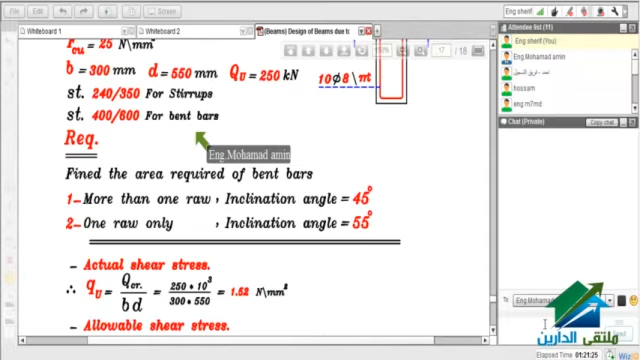 File
Edit
Screen
Whiteboard 1
Whiteboard 2
(Beams) Design of Beams due to
17 / 18
Fcu = 25 N\mm²
b = 300 mm d = 550 mm QU = 250 kN
10ϕ8\mt
st. 240/350 For Stirrups
st. 400/600 For bent bars
Eng.Mohamad amin
Req.
Fined the area required of bent bars
1- More than one raw , Inclination angle = 45°
2- One raw only , Inclination angle = 55°
- Actual shear stress.
∴ qU = Qcr. / b d = 250 * 10³ / 300 * 550 = 1.52 N\mm²
- Allowable shear stress.
Eng sherif
Attendee list (11)
Eng sherif (You)
Eng.Mohamad amin
hossam
eng m7md
Chat (Private)
Copy chat
To
Eng.Mohamad
ملتقى الدارين
Elapsed time: 01:21:25
Wiz